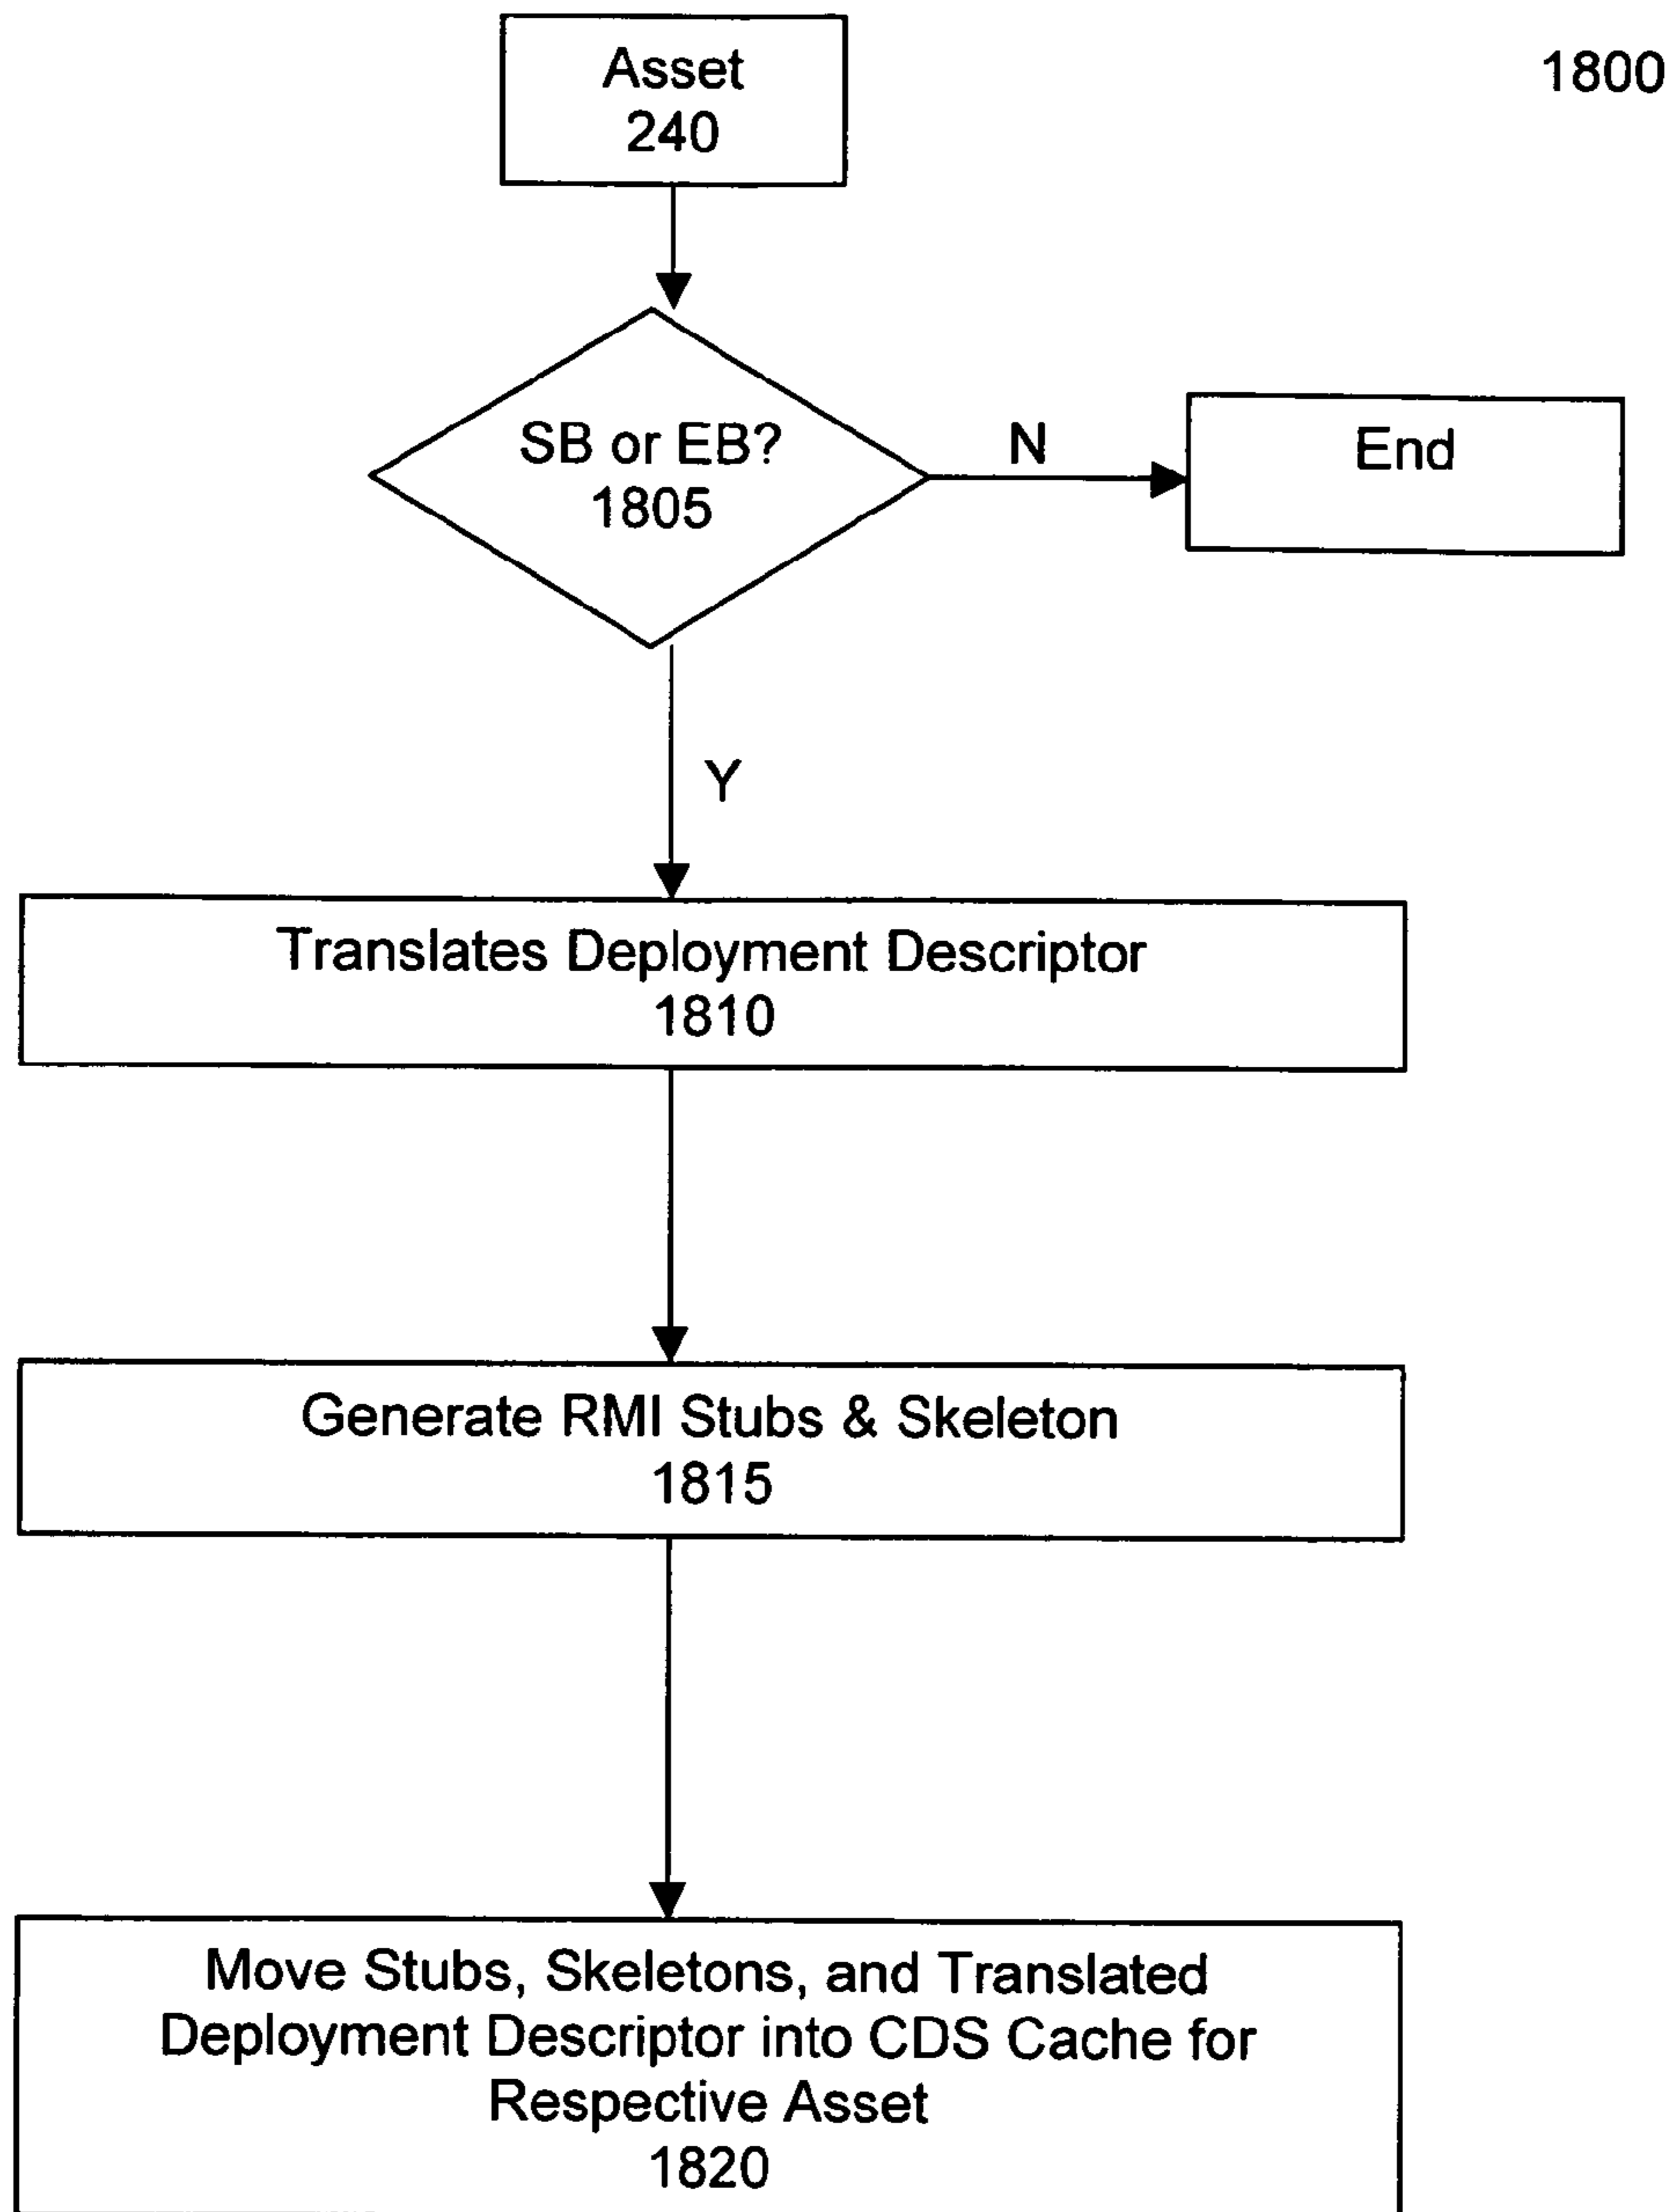 Asset
240
1800
SB or EB?
1805
N
End
Y
Translates Deployment Descriptor
1810
Generate RMI Stubs & Skeleton
1815
Move Stubs, Skeletons, and Translated
Deployment Descriptor into CDS Cache for
Respective Asset
1820